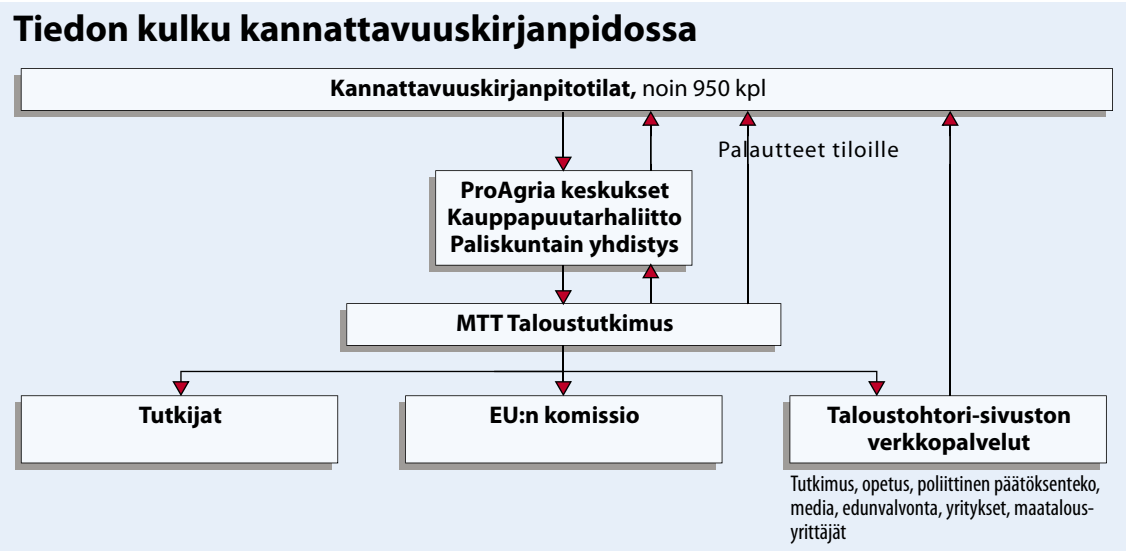 Tiedon kulku kannattavuuskirjanpidossa
Kannattavuuskirjanpitotilat, noin 950 kpl
Palautteet tiloille
ProAgria keskukset
Kauppapuutarhaliitto
Paliskuntain yhdistys
MTT Taloustutkimus
Tutkijat
EU:n komissio
Taloustohtori-sivuston
verkkopalvelut
Tutkimus, opetus, poliittinen päätöksenteko,
media, edunvalvonta, yritykset, maatalous-
yrittäjät